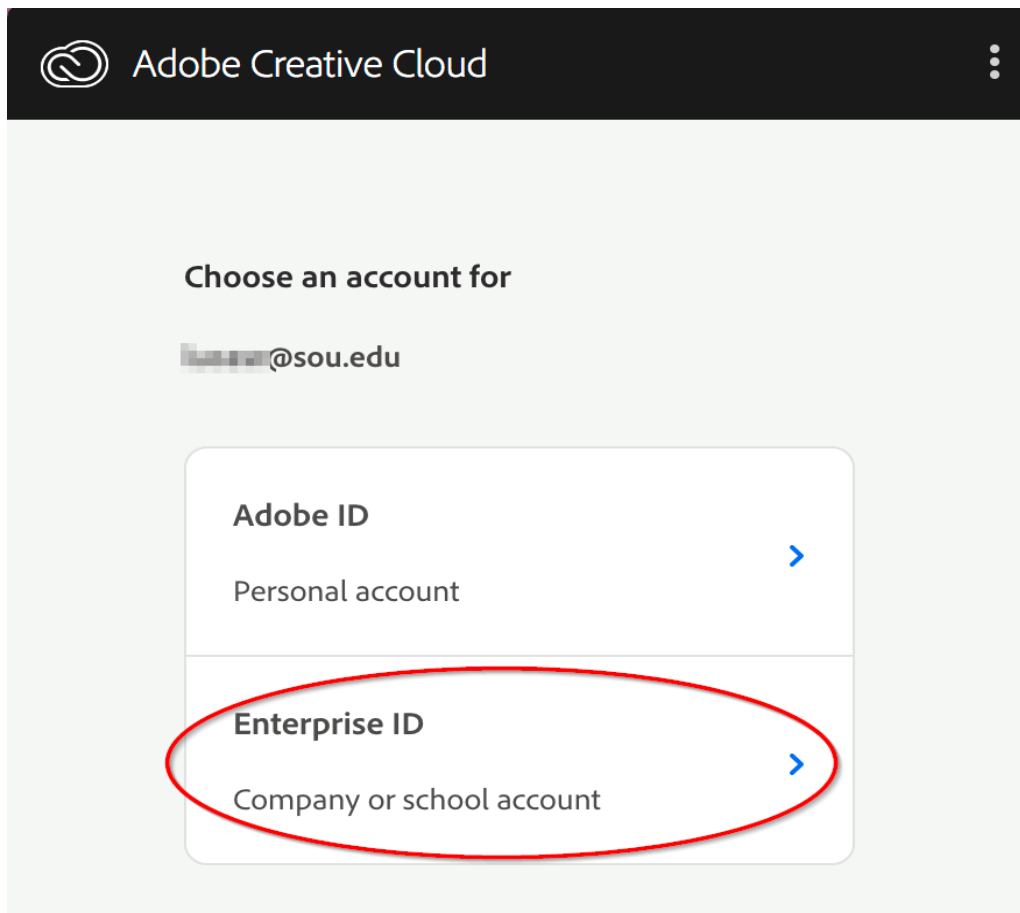 Adobe Creative Cloud
Choose an account for
@sou.edu
Adobe ID
Personal account
Enterprise ID
Company or school account